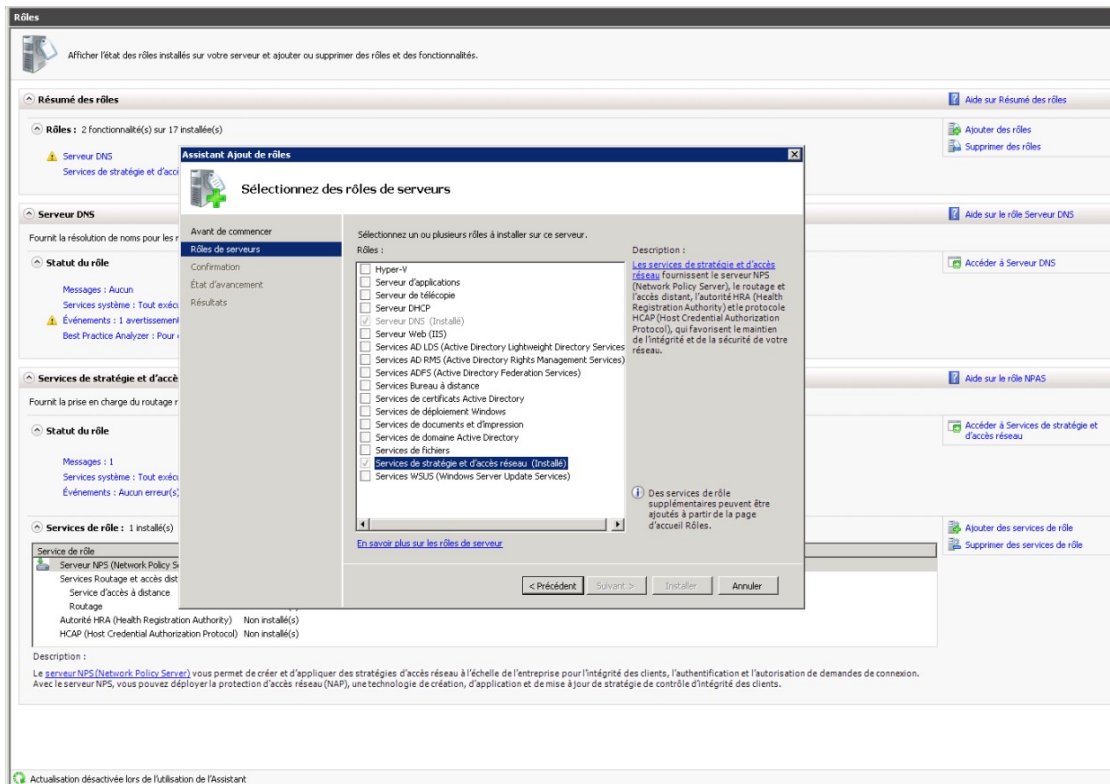 Rôles
Afficher l'état des rôles installés sur votre serveur et ajouter ou supprimer des rôles et des fonctionnalités.
Résumé des rôles
Aide sur Résumé des rôles
Rôles : 2 fonctionnalité(s) sur 17 installée(s)
Ajouter des rôles
Supprimer des rôles
Serveur DNS
Services de stratégie et d'accè
Serveur DNS
Aide sur le rôle Serveur DNS
Fournit la résolution de noms pour les r
Statut du rôle
Accéder à Serveur DNS
Messages : Aucun
Services système : Tout exécu
Événements : 1 avertissement
Best Practice Analyzer : Pour
Services de stratégie et d'accè
Aide sur le rôle NPAS
Fournit la prise en charge du routage r
Statut du rôle
Accéder à Services de stratégie et
d'accès réseau
Messages : 1
Services système : Tout exécu
Événements : Aucun erreur(s)
Services de rôle : 1 installé(s)
Ajouter des services de rôle
Supprimer des services de rôle
Service de rôle
Serveur NPS (Network Policy S
Services Routage et accès dist
Service d'accès à distance
Routage
Autorité HRA (Health Registration Authority) Non installé(s)
HCAP (Host Credential Authorization Protocol) Non installé(s)
Description :
Le serveur NPS (Network Policy Server) vous permet de créer et d'appliquer des stratégies d'accès réseau à l'échelle de l'entreprise pour l'intégrité des clients, l'authentification et l'autorisation de demandes de connexion.
Avec le serveur NPS, vous pouvez déployer la protection d'accès réseau (NAP), une technologie de création, d'application et de mise à jour de stratégie de contrôle d'intégrité des clients.
Actualisation désactivée lors de l'utilisation de l'Assistant
Assistant Ajout de rôles
Sélectionnez des rôles de serveurs
Avant de commencer
Rôles de serveurs
Confirmation
État d'avancement
Résultats
Sélectionnez un ou plusieurs rôles à installer sur ce serveur.
Rôles :
Hyper-V
Serveur d'applications
Serveur de télécopie
Serveur DHCP
Serveur DNS (Installé)
Serveur Web (IIS)
Services AD LDS (Active Directory Lightweight Directory Services
Services AD RMS (Active Directory Rights Management Services)
Services ADFS (Active Directory Federation Services)
Services Bureau à distance
Services de certificats Active Directory
Services de déploiement Windows
Services de documents et d'impression
Services de domaine Active Directory
Services de fichiers
Services de stratégie et d'accès réseau (Installé)
Services WSUS (Windows Server Update Services)
En savoir plus sur les rôles de serveur
Description :
Les services de stratégie et d'accès
réseau fournissent le serveur NPS
(Network Policy Server), le routage et
l'accès distant, l'autorité HRA (Health
Registration Authority) et le protocole
HCAP (Host Credential Authorization
Protocol), qui favorisent le maintien
de l'intégrité et de la sécurité de votre
réseau.
Des services de rôle
supplémentaires peuvent être
ajoutés à partir de la page
d'accueil Rôles.
< Précédent
Suivant >
Installer
Annuler